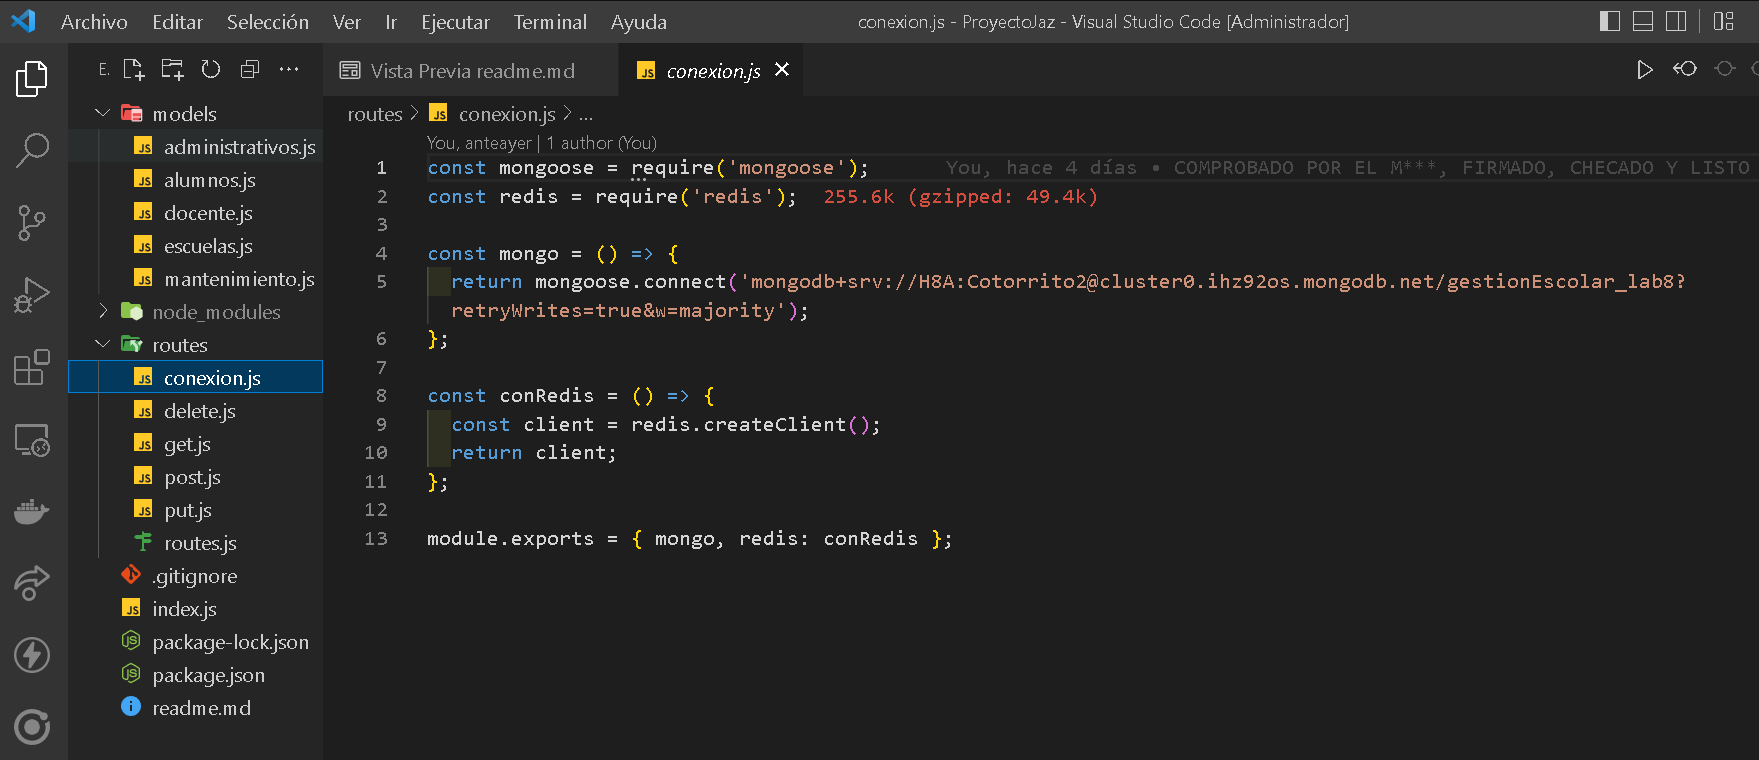 Archivo Editar Selección Ver Ir Ejecutar Terminal Ayuda
conexion.js - ProyectoJaz - Visual Studio Code [Administrador]
E.
models
administrativos.js
alumnos.js
docente.js
escuelas.js
mantenimiento.js
node_modules
routes
conexion.js
delete.js
get.js
post.js
put.js
routes.js
.gitignore
index.js
package-lock.json
package.json
readme.md
Vista Previa readme.md
conexion.js
routes > conexion.js > ...
You, anteayer | 1 author (You)
1 const mongoose = require('mongoose'); You, hace 4 días • COMPROBADO POR EL M***, FIRMADO, CHECADO Y LISTO
2 const redis = require('redis'); 255.6k (gzipped: 49.4k)
3
4 const mongo = () => {
5 return mongoose.connect('mongodb+srv://H8A:Cotorrito2@cluster0.ihz92os.mongodb.net/gestionEscolar_lab8?
retryWrites=true&w=majority');
6 };
7
8 const conRedis = () => {
9 const client = redis.createClient();
10 return client;
11 };
12
13 module.exports = { mongo, redis: conRedis };